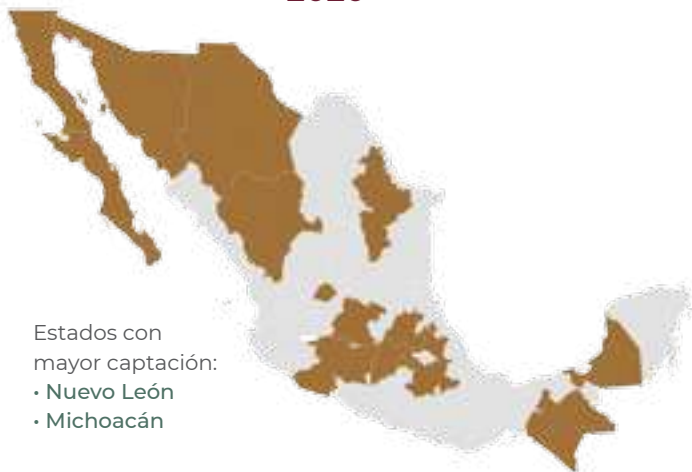 Estados con
mayor captación:
• Nuevo León
• Michoacán